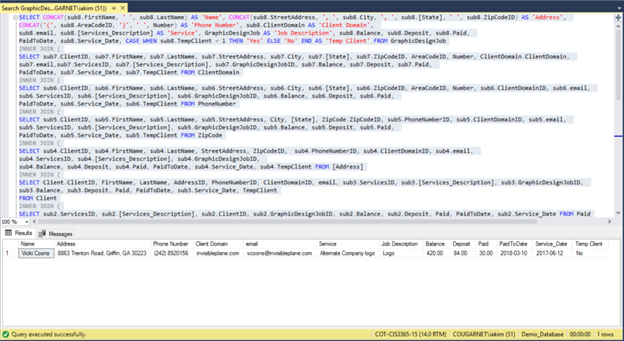 Search GraphicDes...GARNET\iakim (51))
SELECT CONCAT(sub8.FirstName, ' ', sub8.LastName) AS 'Name', CONCAT(sub8.StreetAddress, ', ', sub8.City, ', ', sub8.[State], ' ', sub8.ZipCodeID) AS 'Address',
CONCAT('(', sub8.AreaCodeID, ')', ' ', Number) AS 'Phone Number', sub8.ClientDomain AS 'Client Domain',
sub8.email, sub8.[Services_Description] AS 'Service', GraphicDesignJob AS 'Job Description', sub8.Balance, sub8.Deposit, sub8.Paid,
PaidToDate, sub8.Service_Date, CASE WHEN sub8.TempClient = 1 THEN 'Yes' ELSE 'No' END AS 'Temp Client' FROM GraphicDesignJob
INNER JOIN (
SELECT sub7.ClientID, sub7.FirstName, sub7.LastName, sub7.StreetAddress, sub7.City, sub7.[State], sub7.ZipCodeID, AreaCodeID, Number, ClientDomain.ClientDomain,
sub7.email, sub7.ServicesID, sub7.[Services_Description], sub7.GraphicDesignJobID, sub7.Balance, sub7.Deposit, sub7.Paid,
PaidToDate, sub7.Service_Date, sub7.TempClient FROM ClientDomain
INNER JOIN (
SELECT sub6.ClientID, sub6.FirstName, sub6.LastName, sub6.StreetAddress, sub6.City, sub6.[State], sub6.ZipCodeID, AreaCodeID, Number, sub6.ClientDomainID, sub6.email,
sub6.ServicesID, sub6.[Services_Description], sub6.GraphicDesignJobID, sub6.Balance, sub6.Deposit, sub6.Paid,
PaidToDate, sub6.Service_Date, sub6.TempClient FROM PhoneNumber
INNER JOIN (
SELECT sub5.ClientID, sub5.FirstName, sub5.LastName, sub5.StreetAddress, City, [State], ZipCode.ZipCodeID, sub5.PhoneNumberID, sub5.ClientDomainID, sub5.email,
sub5.ServicesID, sub5.[Services_Description], sub5.GraphicDesignJobID, sub5.Balance, sub5.Deposit, sub5.Paid,
PaidToDate, sub5.Service_Date, sub5.TempClient FROM ZipCode
INNER JOIN (
SELECT sub4.ClientID, sub4.FirstName, sub4.LastName, StreetAddress, ZipCodeID, sub4.PhoneNumberID, sub4.ClientDomainID, sub4.email,
sub4.ServicesID, sub4.[Services_Description], sub4.GraphicDesignJobID,
sub4.Balance, sub4.Deposit, sub4.Paid, PaidToDate, sub4.Service_Date, sub4.TempClient FROM [Address]
INNER JOIN (
SELECT Client.ClientID, FirstName, LastName, AddressID, PhoneNumberID, ClientDomainID, email, sub3.ServicesID, sub3.[Services_Description], sub3.GraphicDesignJobID,
sub3.Balance, sub3.Deposit, sub3.Paid, PaidToDate, sub3.Service_Date, TempClient
FROM Client
INNER JOIN (
SELECT sub2.ServicesID, sub2.[Services_Description], sub2.ClientID, sub2.GraphicDesignJobID, sub2.Balance, sub2.Deposit, Paid, PaidToDate, sub2.Service_Date FROM Paid
100 %
Results Messages
Name Address Phone Number Client Domain email Service Job Description Balance Deposit Paid PaidToDate Service_Date Temp Client
1 Vicki Coons 8863 Trenton Road, Griffin, GA 30223 (242) 8920156 invisibleplane.com vcoons@invisibleplane.com Alternate Company logo Logo 420.00 84.00 30.00 2018-03-10 2017-06-12 No
Query executed successfully. COT-CIS3365-15 (14.0 RTM) COUGARNET\iakim (51) Demo_Database 00:00:00 1 rows